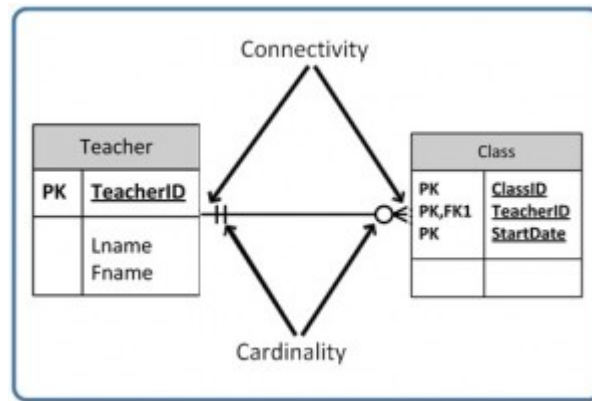 Connectivity
Teacher
PK TeacherID
Lname
Fname
Class
PK ClassID
PK,FK1 TeacherID
PK StartDate
Cardinality